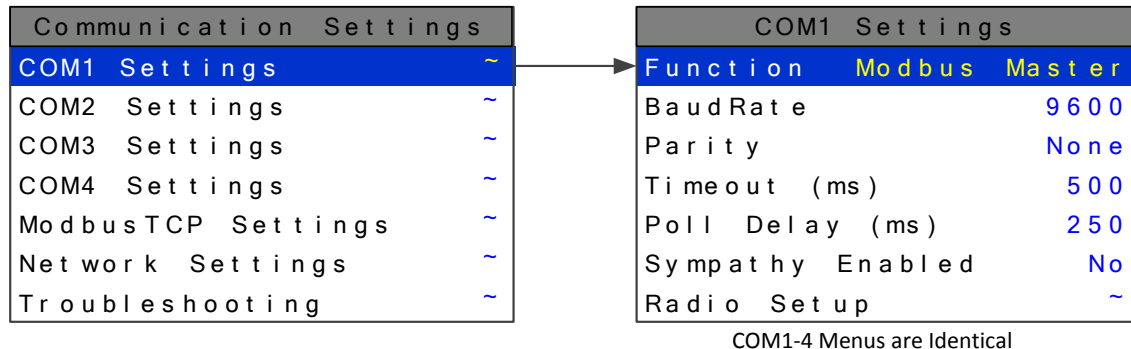 Communication Settings
COM1 Settings ~
COM2 Settings ~
COM3 Settings ~
COM4 Settings ~
ModbusTCP Settings ~
Network Settings ~
Troubleshooting ~
COM1 Settings
Function Modbus Master
BaudRate 9600
Parity None
Timeout (ms) 500
Poll Delay (ms) 250
Sympathy Enabled No
Radio Setup ~
COM1-4 Menus are Identical